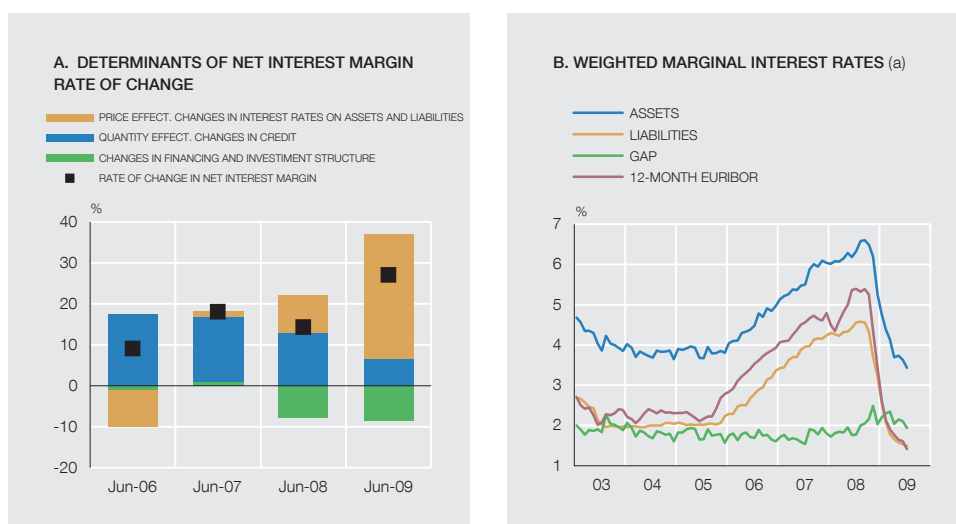 A. DETERMINANTS OF NET INTEREST MARGIN
RATE OF CHANGE
PRICE EFFECT. CHANGES IN INTEREST RATES ON ASSETS AND LIABILITIES
QUANTITY EFFECT. CHANGES IN CREDIT
CHANGES IN FINANCING AND INVESTIMENT STRUCTURE
RATE OF CHANGE IN NET INTEREST MARGIN
%
40
30
20
10
0
-10
-20
Jun-06 Jun-07 Jun-08 Jun-09
B. WEIGHTED MARGINAL INTEREST RATES (a)
ASSETS
LIABILITIES
GAP
12-MONTH EURIBOR
%
7
6
5
4
3
2
1
03 04 05 06 07 08 09